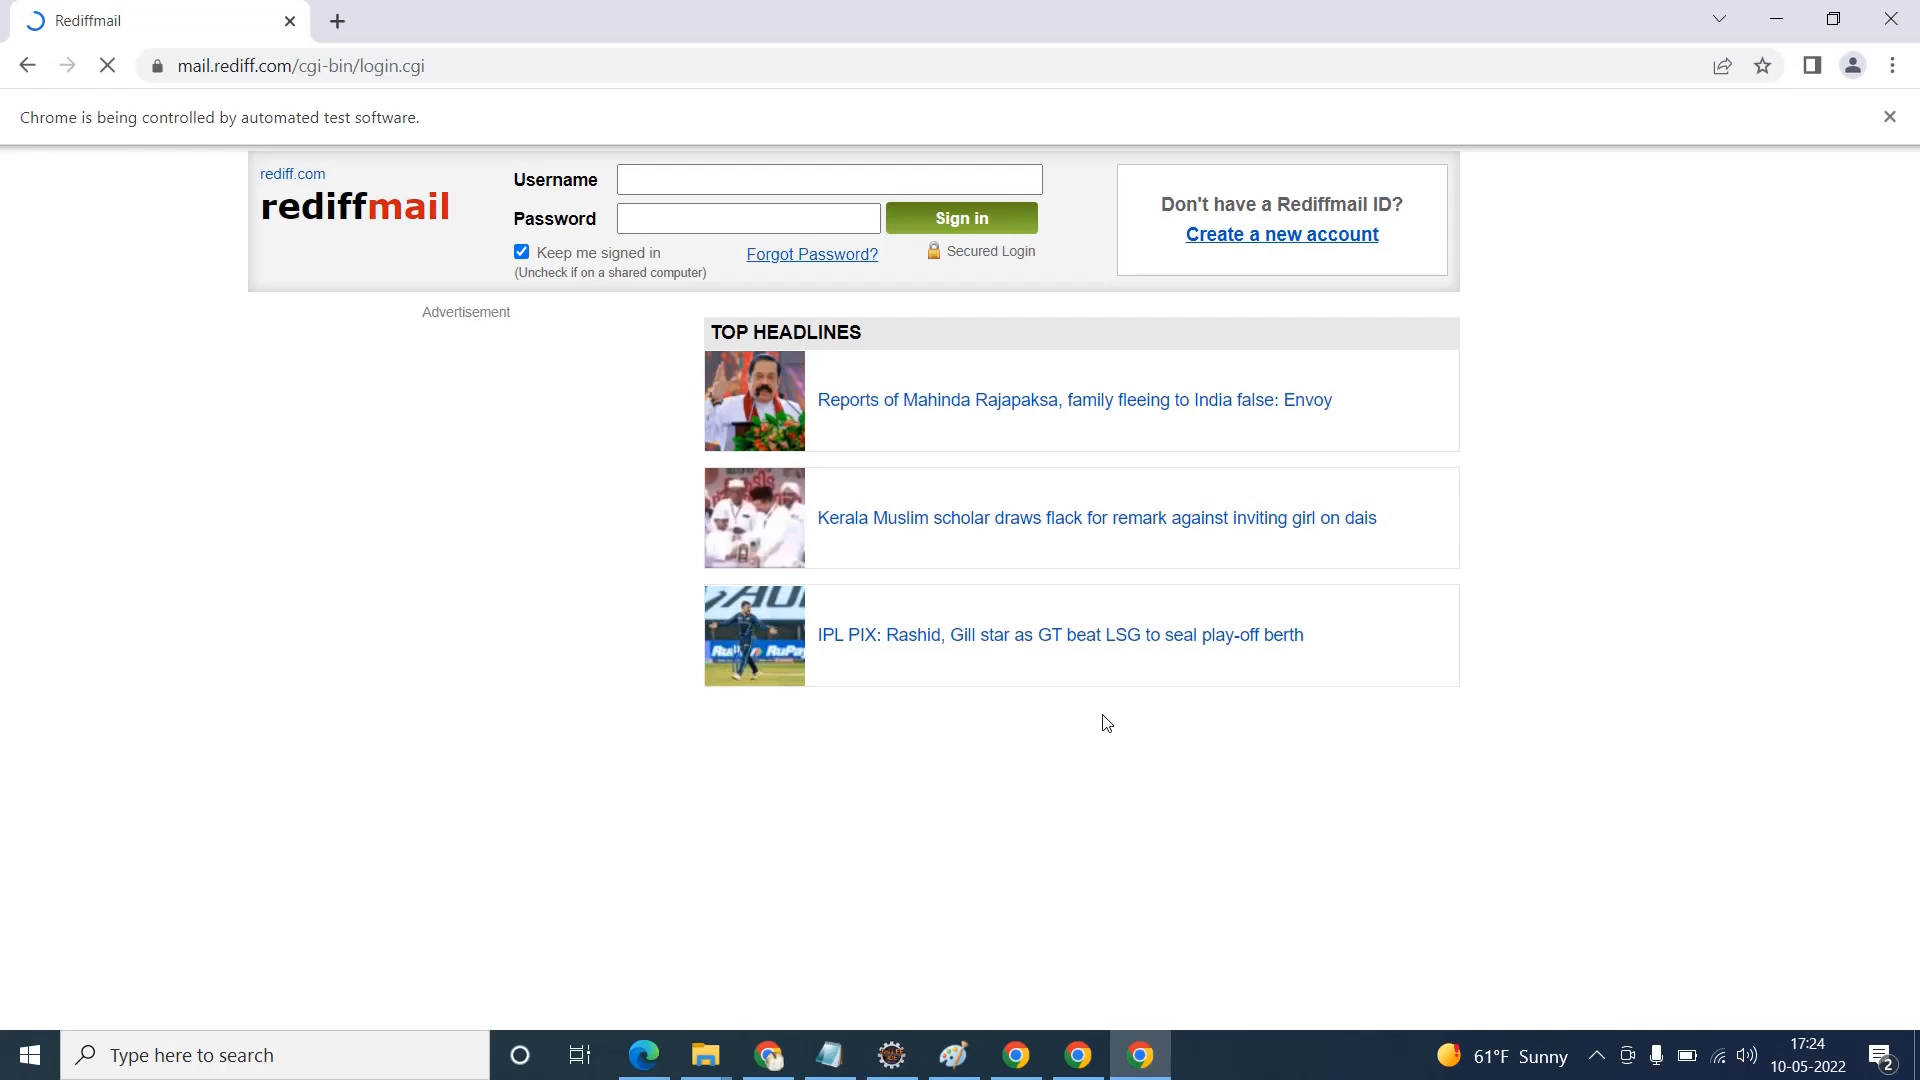 Rediffmail
mail.rediff.com/cgi-bin/login.cgi
Chrome is being controlled by automated test software.
rediff.com
rediffmail
Username
Password
Sign in
Keep me signed in
(Uncheck if on a shared computer)
Forgot Password?
Secured Login
Don't have a Rediffmail ID?
Create a new account
Advertisement
TOP HEADLINES
Reports of Mahinda Rajapaksa, family fleeing to India false: Envoy
Kerala Muslim scholar draws flack for remark against inviting girl on dais
IPL PIX: Rashid, Gill star as GT beat LSG to seal play-off berth
Type here to search
61°F Sunny
17:24
10-05-2022
2